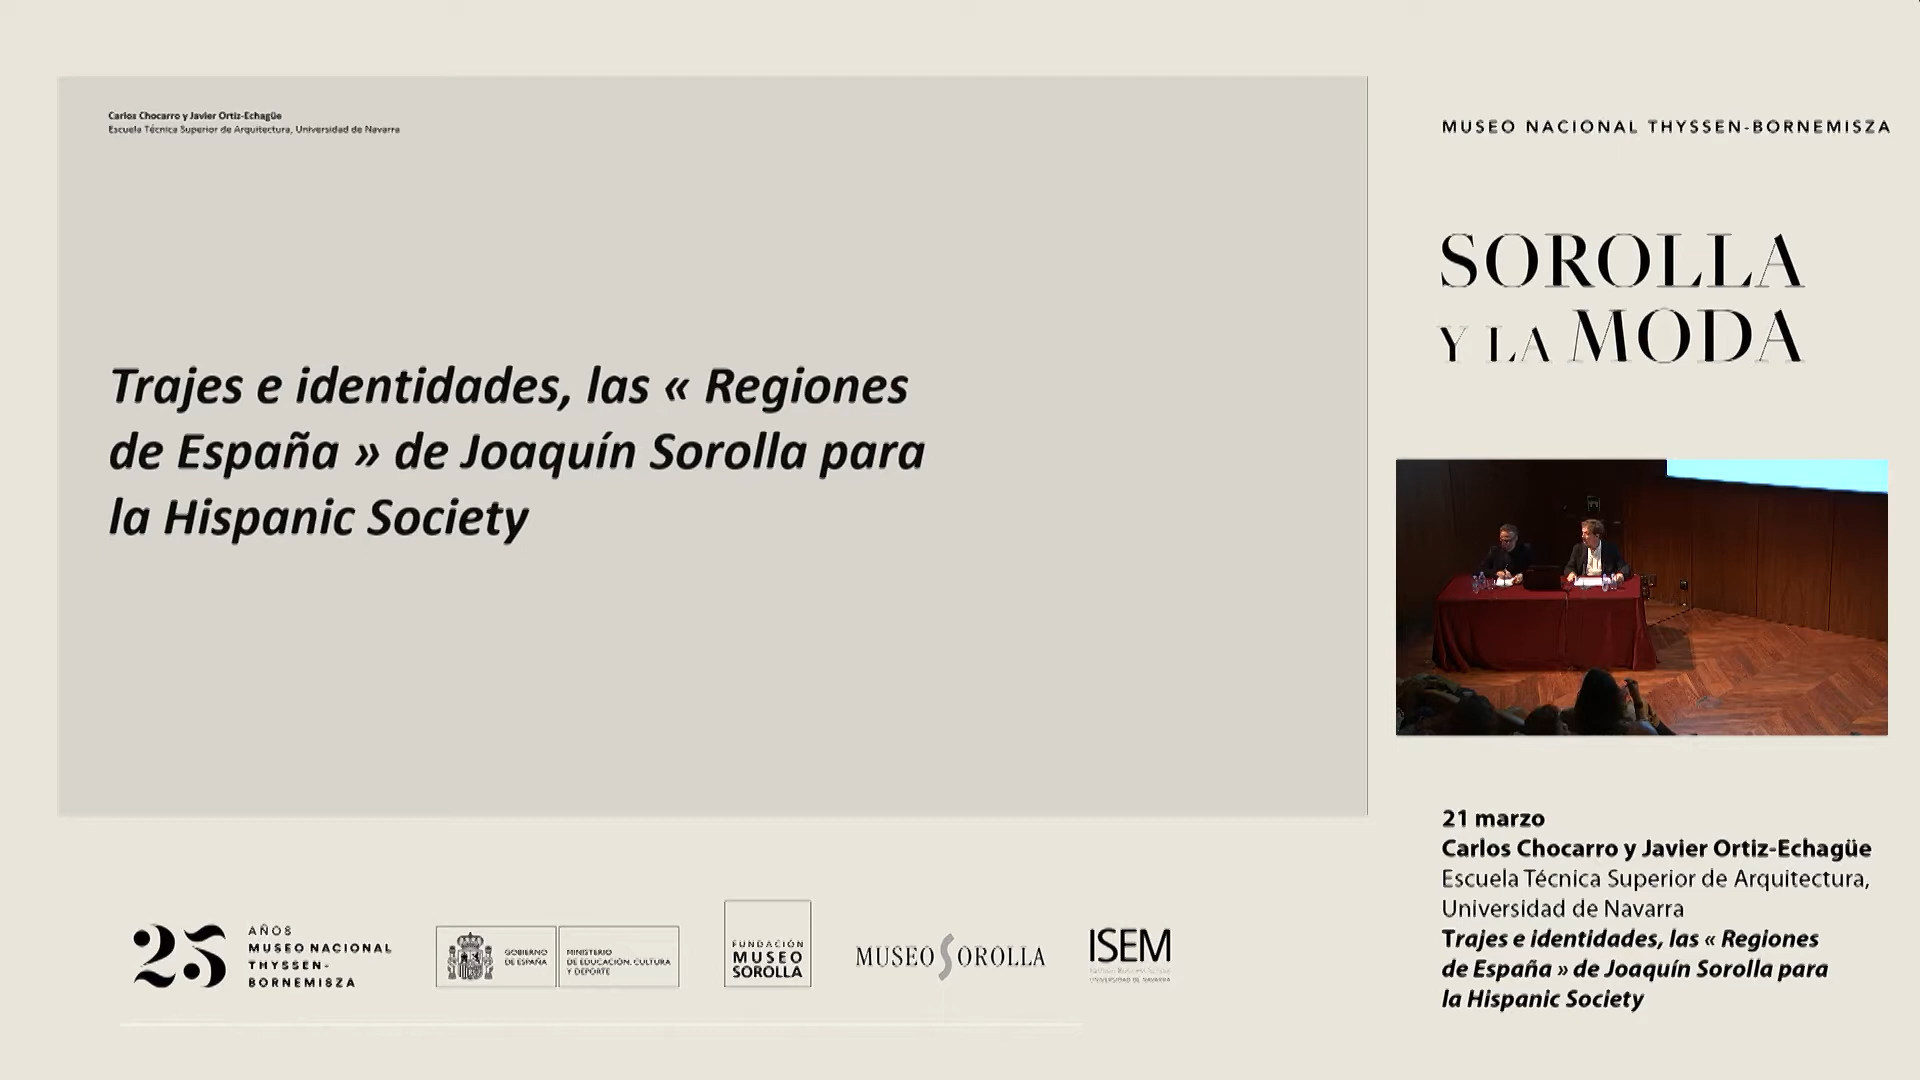 Carlos Chocarro y Javier Ortiz-Echagüe
Escuela Técnica Superior de Arquitectura, Universidad de Navarra
Trajes e identidades, las « Regiones
de España » de Joaquín Sorolla para
la Hispanic Society
MUSEO NACIONAL THYSSEN-BORNEMISZA
SOROLLA
Y LA MODA
21 marzo
Carlos Chocarro y Javier Ortiz-Echagüe
Escuela Técnica Superior de Arquitectura,
Universidad de Navarra
Trajes e identidades, las « Regiones
de España » de Joaquín Sorolla para
la Hispanic Society
25
AÑOS
MUSEO NACIONAL
THYSSEN-
BORNEMISZA
GOBIERNO
DE ESPAÑA
MINISTERIO
DE EDUCACIÓN, CULTURA
Y DEPORTE
FUNDACIÓN
MUSEO
SOROLLA
MUSEO SOROLLA
ISEM
UNIVERSIDAD DE NAVARRA